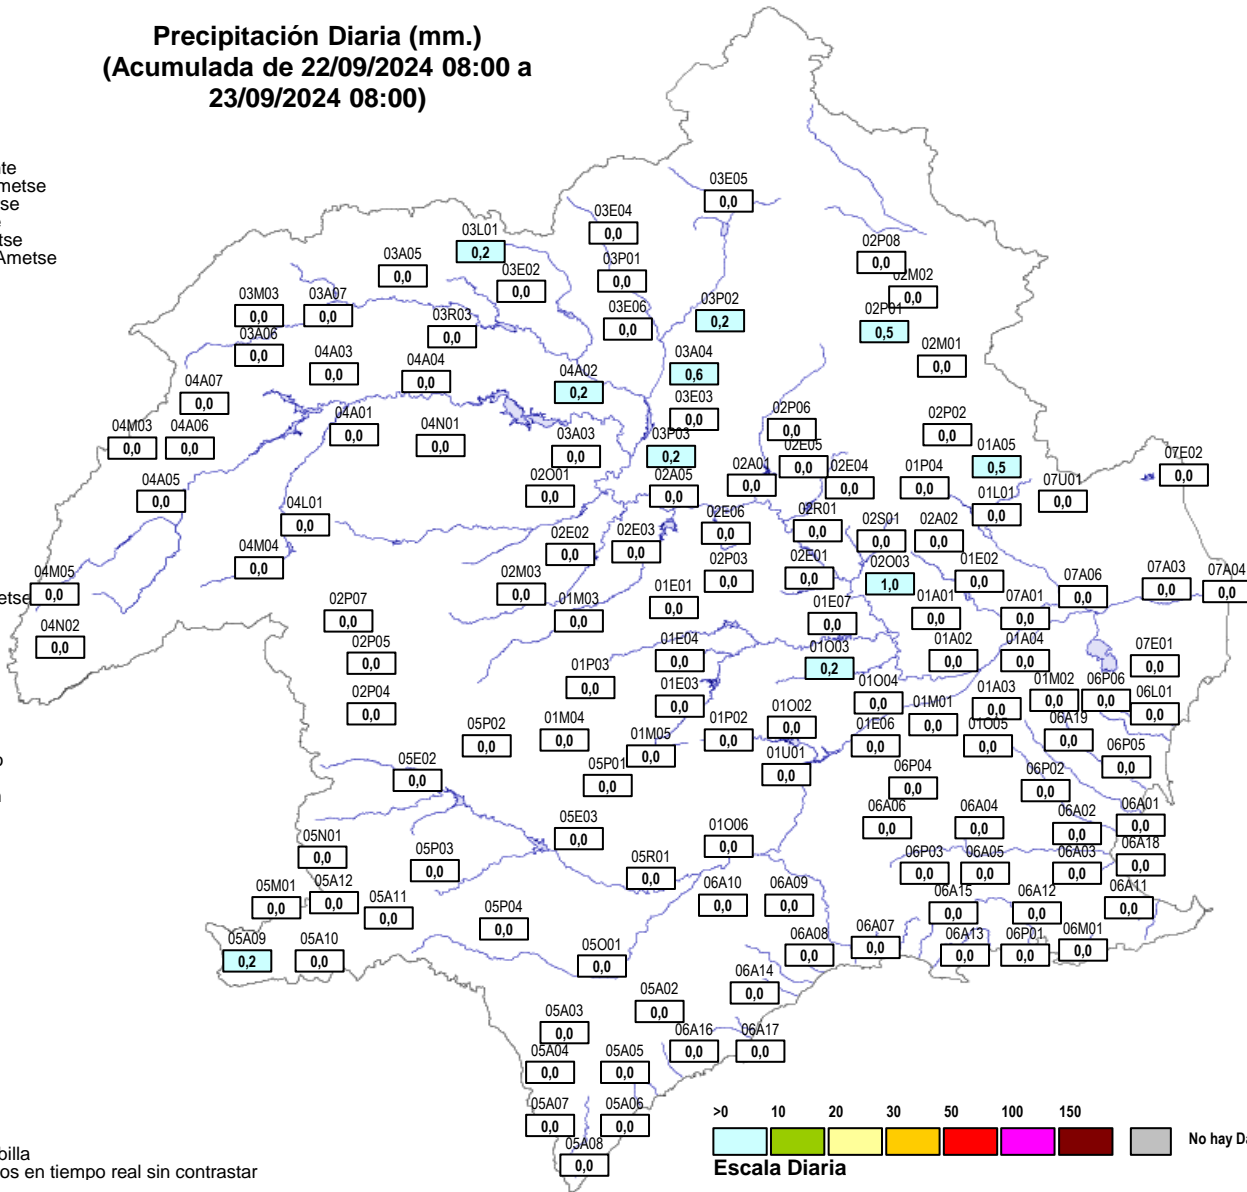 Precipitación Diaria (mm.)
(Acumulada de 22/09/2024 08:00 a
23/09/2024 08:00)
03E05
0,0
03E04
0,0
03L01
0,2
03A05
0,0
03E02
0,0
03P01
0,0
02P08
0,0
02M02
0,0
03M03
0,0
03A07
0,0
03R03
0,0
03E06
0,0
03P02
0,2
02P01
0,5
03A06
0,0
04A03
0,0
04A04
0,0
04A02
0,2
03A04
0,6
02M01
0,0
04A07
0,0
04A01
0,0
04N01
0,0
03E03
0,0
02P06
0,0
02P02
0,0
04M03
0,0
04A06
0,0
03A03
0,0
03P03
0,2
02E05
0,0
01A05
0,5
07E02
0,0
04A05
0,0
02O01
0,0
02A05
0,0
02A01
0,0
02E04
0,0
01P04
0,0
07U01
0,0
01L01
0,0
04L01
0,0
02E06
0,0
02R01
0,0
02S01
0,0
02A02
0,0
04M04
0,0
02E02
0,0
02E03
0,0
02P03
0,0
02E01
0,0
02O03
1,0
01E02
0,0
04M05
0,0
02M03
0,0
01M03
0,0
01E01
0,0
07A06
0,0
07A03
0,0
07A04
0,0
02P07
0,0
01E07
0,0
01A01
0,0
07A01
0,0
04N02
0,0
02P05
0,0
01E04
0,0
01O03
0,2
01A02
0,0
01A04
0,0
07E01
0,0
02P04
0,0
01P03
0,0
01E03
0,0
01O04
0,0
01A03
0,0
01M02
0,0
06P06
0,0
06L01
0,0
05P02
0,0
01M04
0,0
01M05
0,0
01P02
0,0
01O02
0,0
01E06
0,0
01M01
0,0
01O05
0,0
06A19
0,0
06P05
0,0
05E02
0,0
05P01
0,0
01U01
0,0
06P04
0,0
06P02
0,0
05E03
0,0
01O06
0,0
06A06
0,0
06A04
0,0
06A02
0,0
06A01
0,0
05N01
0,0
05P03
0,0
05R01
0,0
06P03
0,0
06A05
0,0
06A03
0,0
06A18
0,0
05M01
0,0
05A12
0,0
05A11
0,0
05P04
0,0
06A10
0,0
06A09
0,0
06A15
0,0
06A12
0,0
06A11
0,0
05A09
0,2
05A10
0,0
05O01
0,0
06A08
0,0
06A07
0,0
06A13
0,0
06P01
0,0
06M01
0,0
05A02
0,0
06A14
0,0
05A03
0,0
06A16
0,0
06A17
0,0
05A04
0,0
05A05
0,0
05A07
0,0
05A06
0,0
05A08
0,0
>0 10 20 30 50 100 150
No hay Da
Escala Diaria
nte
metse
se
tse
Ametse
etse
billa
os en tiempo real sin contrastar